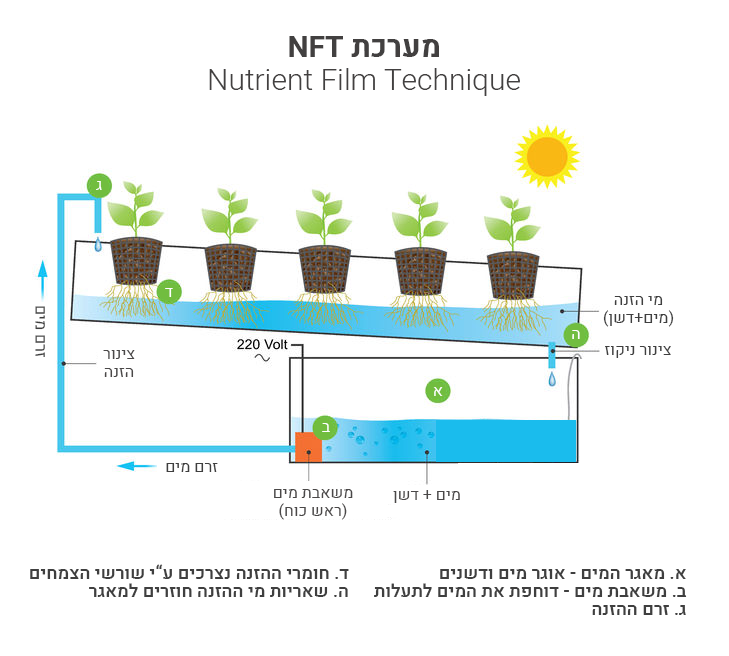 מערכת NFT
Nutrient Film Technique
ג
ד
מי הזנה
(מים+דשן)
ה
צינור ניקוז
זרם מים
צינור
הזנה
220 Volt
א
ב
זרם מים
משאבת מים
(ראש כוח)
מים + דשן
א. מאגר המים - אוגר מים ודשנים
ב. משאבת מים - דוחפת את המים לתעלות
ג. זרם ההזנה
ד. חומרי ההזנה נצרכים ע“י שורשי הצמחים
ה. שאריות מי ההזנה חוזרים למאגר